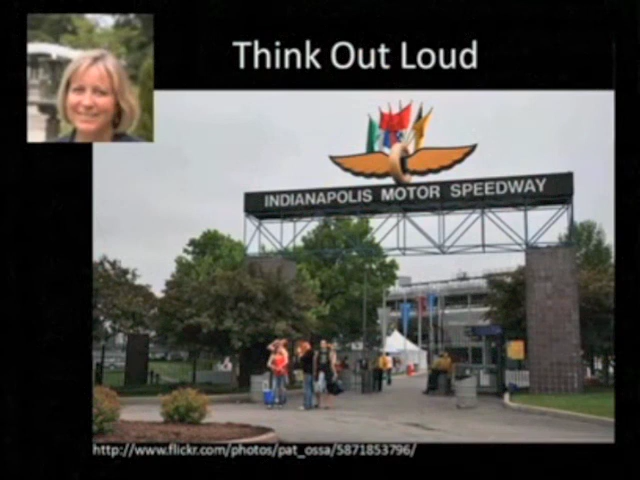 Think Out Loud
INDIANAPOLIS MOTOR SPEEDWAY
http://www.flickr.com/photos/pat_ossa/5871853796/